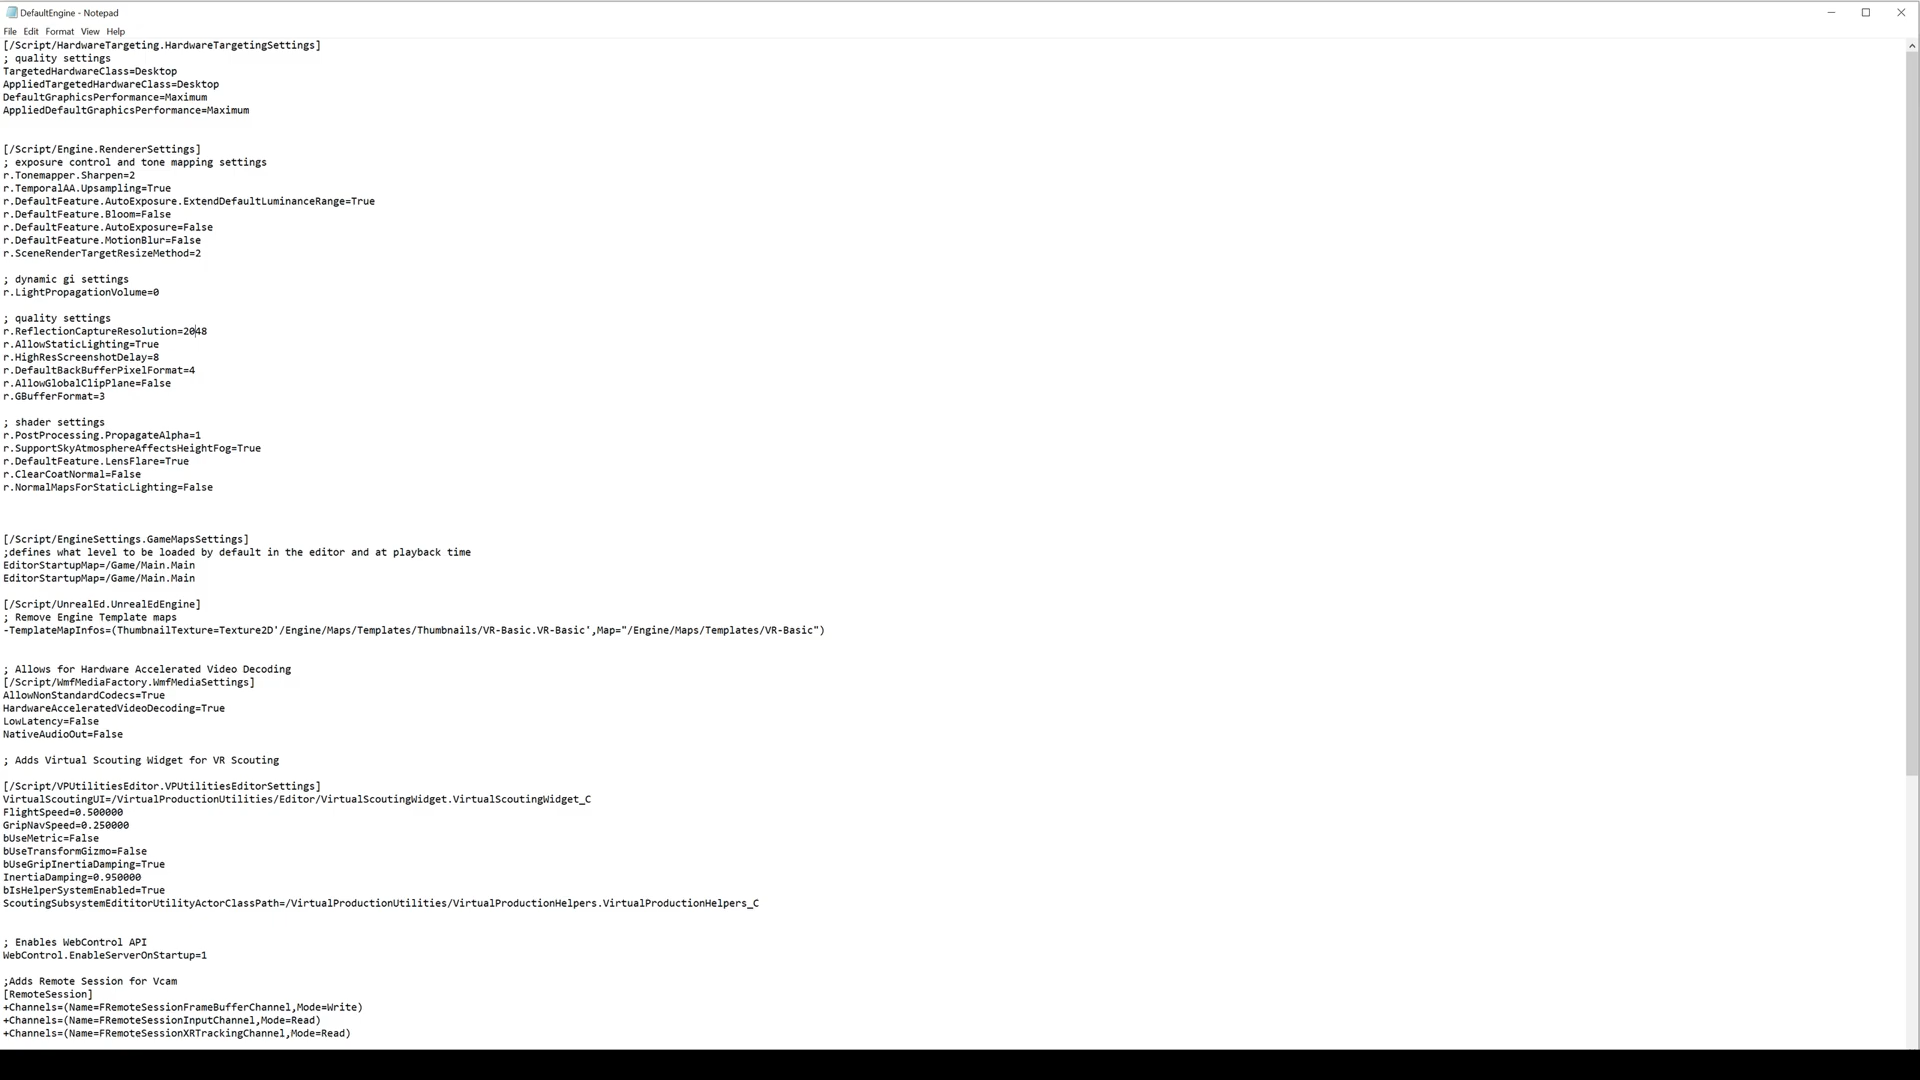 DefaultEngine - Notepad
File Edit Format View Help
[/Script/HardwareTargeting.HardwareTargetingSettings]
; quality settings
TargetedHardwareClass=Desktop
AppliedTargetedHardwareClass=Desktop
DefaultGraphicsPerformance=Maximum
AppliedDefaultGraphicsPerformance=Maximum
[/Script/Engine.RendererSettings]
; exposure control and tone mapping settings
r.Tonemapper.Sharpen=2
r.TemporalAA.Upsampling=True
r.DefaultFeature.AutoExposure.ExtendDefaultLuminanceRange=True
r.DefaultFeature.Bloom=False
r.DefaultFeature.AutoExposure=False
r.DefaultFeature.MotionBlur=False
r.SceneRenderTargetResizeMethod=2
; dynamic gi settings
r.LightPropagationVolume=0
; quality settings
r.ReflectionCaptureResolution=2048
r.AllowStaticLighting=True
r.HighResScreenshotDelay=8
r.DefaultBackBufferPixelFormat=4
r.AllowGlobalClipPlane=False
r.GBufferFormat=3
; shader settings
r.PostProcessing.PropagateAlpha=1
r.SupportSkyAtmosphereAffectsHeightFog=True
r.DefaultFeature.LensFlare=True
r.ClearCoatNormal=False
r.NormalMapsForStaticLighting=False
[/Script/EngineSettings.GameMapsSettings]
;defines what level to be loaded by default in the editor and at playback time
EditorStartupMap=/Game/Main.Main
EditorStartupMap=/Game/Main.Main
[/Script/UnrealEd.UnrealEdEngine]
; Remove Engine Template maps
-TemplateMapInfos=(ThumbnailTexture=Texture2D'/Engine/Maps/Templates/Thumbnails/VR-Basic.VR-Basic',Map="/Engine/Maps/Templates/VR-Basic")
; Allows for Hardware Accelerated Video Decoding
[/Script/WmfMediaFactory.WmfMediaSettings]
AllowNonStandardCodecs=True
HardwareAcceleratedVideoDecoding=True
LowLatency=False
NativeAudioOut=False
; Adds Virtual Scouting Widget for VR Scouting
[/Script/VPUtilitiesEditor.VPUtilitiesEditorSettings]
VirtualScoutingUI=/VirtualProductionUtilities/Editor/VirtualScoutingWidget.VirtualScoutingWidget_C
FlightSpeed=0.500000
GripNavSpeed=0.250000
bUseMetric=False
bUseTransformGizmo=False
bUseGripInertiaDamping=True
InertiaDamping=0.950000
bIsHelperSystemEnabled=True
ScoutingSubsystemEdititorUtilityActorClassPath=/VirtualProductionUtilities/VirtualProductionHelpers.VirtualProductionHelpers_C
; Enables WebControl API
WebControl.EnableServerOnStartup=1
;Adds Remote Session for Vcam
[RemoteSession]
+Channels=(Name=FRemoteSessionFrameBufferChannel,Mode=Write)
+Channels=(Name=FRemoteSessionInputChannel,Mode=Read)
+Channels=(Name=FRemoteSessionXRTrackingChannel,Mode=Read)